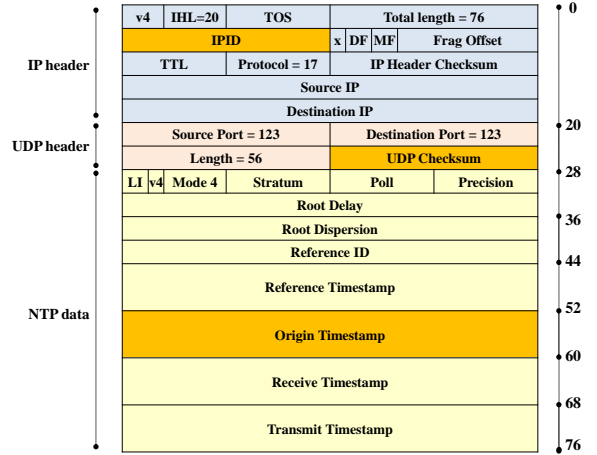 v4 IHL=20 TOS Total length = 76 0
IPID x DF MF Frag Offset
IP header TTL Protocol = 17 IP Header Checksum
Source IP
Destination IP
20
UDP header Source Port = 123 Destination Port = 123
Length = 56 UDP Checksum
28
LI v4 Mode 4 Stratum Poll Precision
Root Delay
36
Root Dispersion
Reference ID
44
Reference Timestamp
NTP data
52
Origin Timestamp
60
Receive Timestamp
68
Transmit Timestamp
76